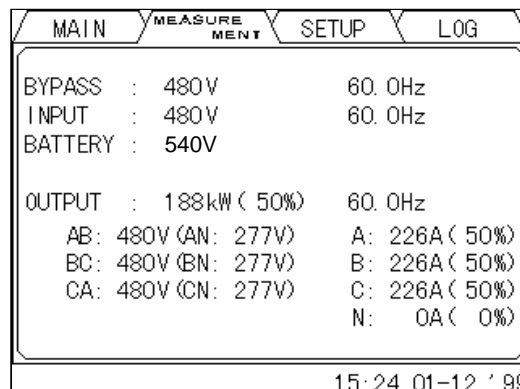 MAIN MEASUREMENT SETUP LOG
BYPASS : 480V 60.0Hz
INPUT : 480V 60.0Hz
BATTERY : 540V
OUTPUT : 188kW( 50%) 60.0Hz
AB: 480V(AN: 277V) A: 226A( 50%)
BC: 480V(BN: 277V) B: 226A( 50%)
CA: 480V(CN: 277V) C: 226A( 50%)
N: 0A( 0%)
15:24 01-12 '99